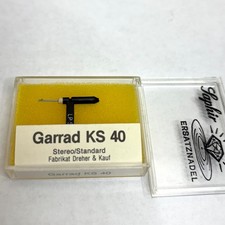 Garrad KS 40
Stereo/Standard
Fabrikat Dreher & Kauf
Saphir
ERSATZNADEL